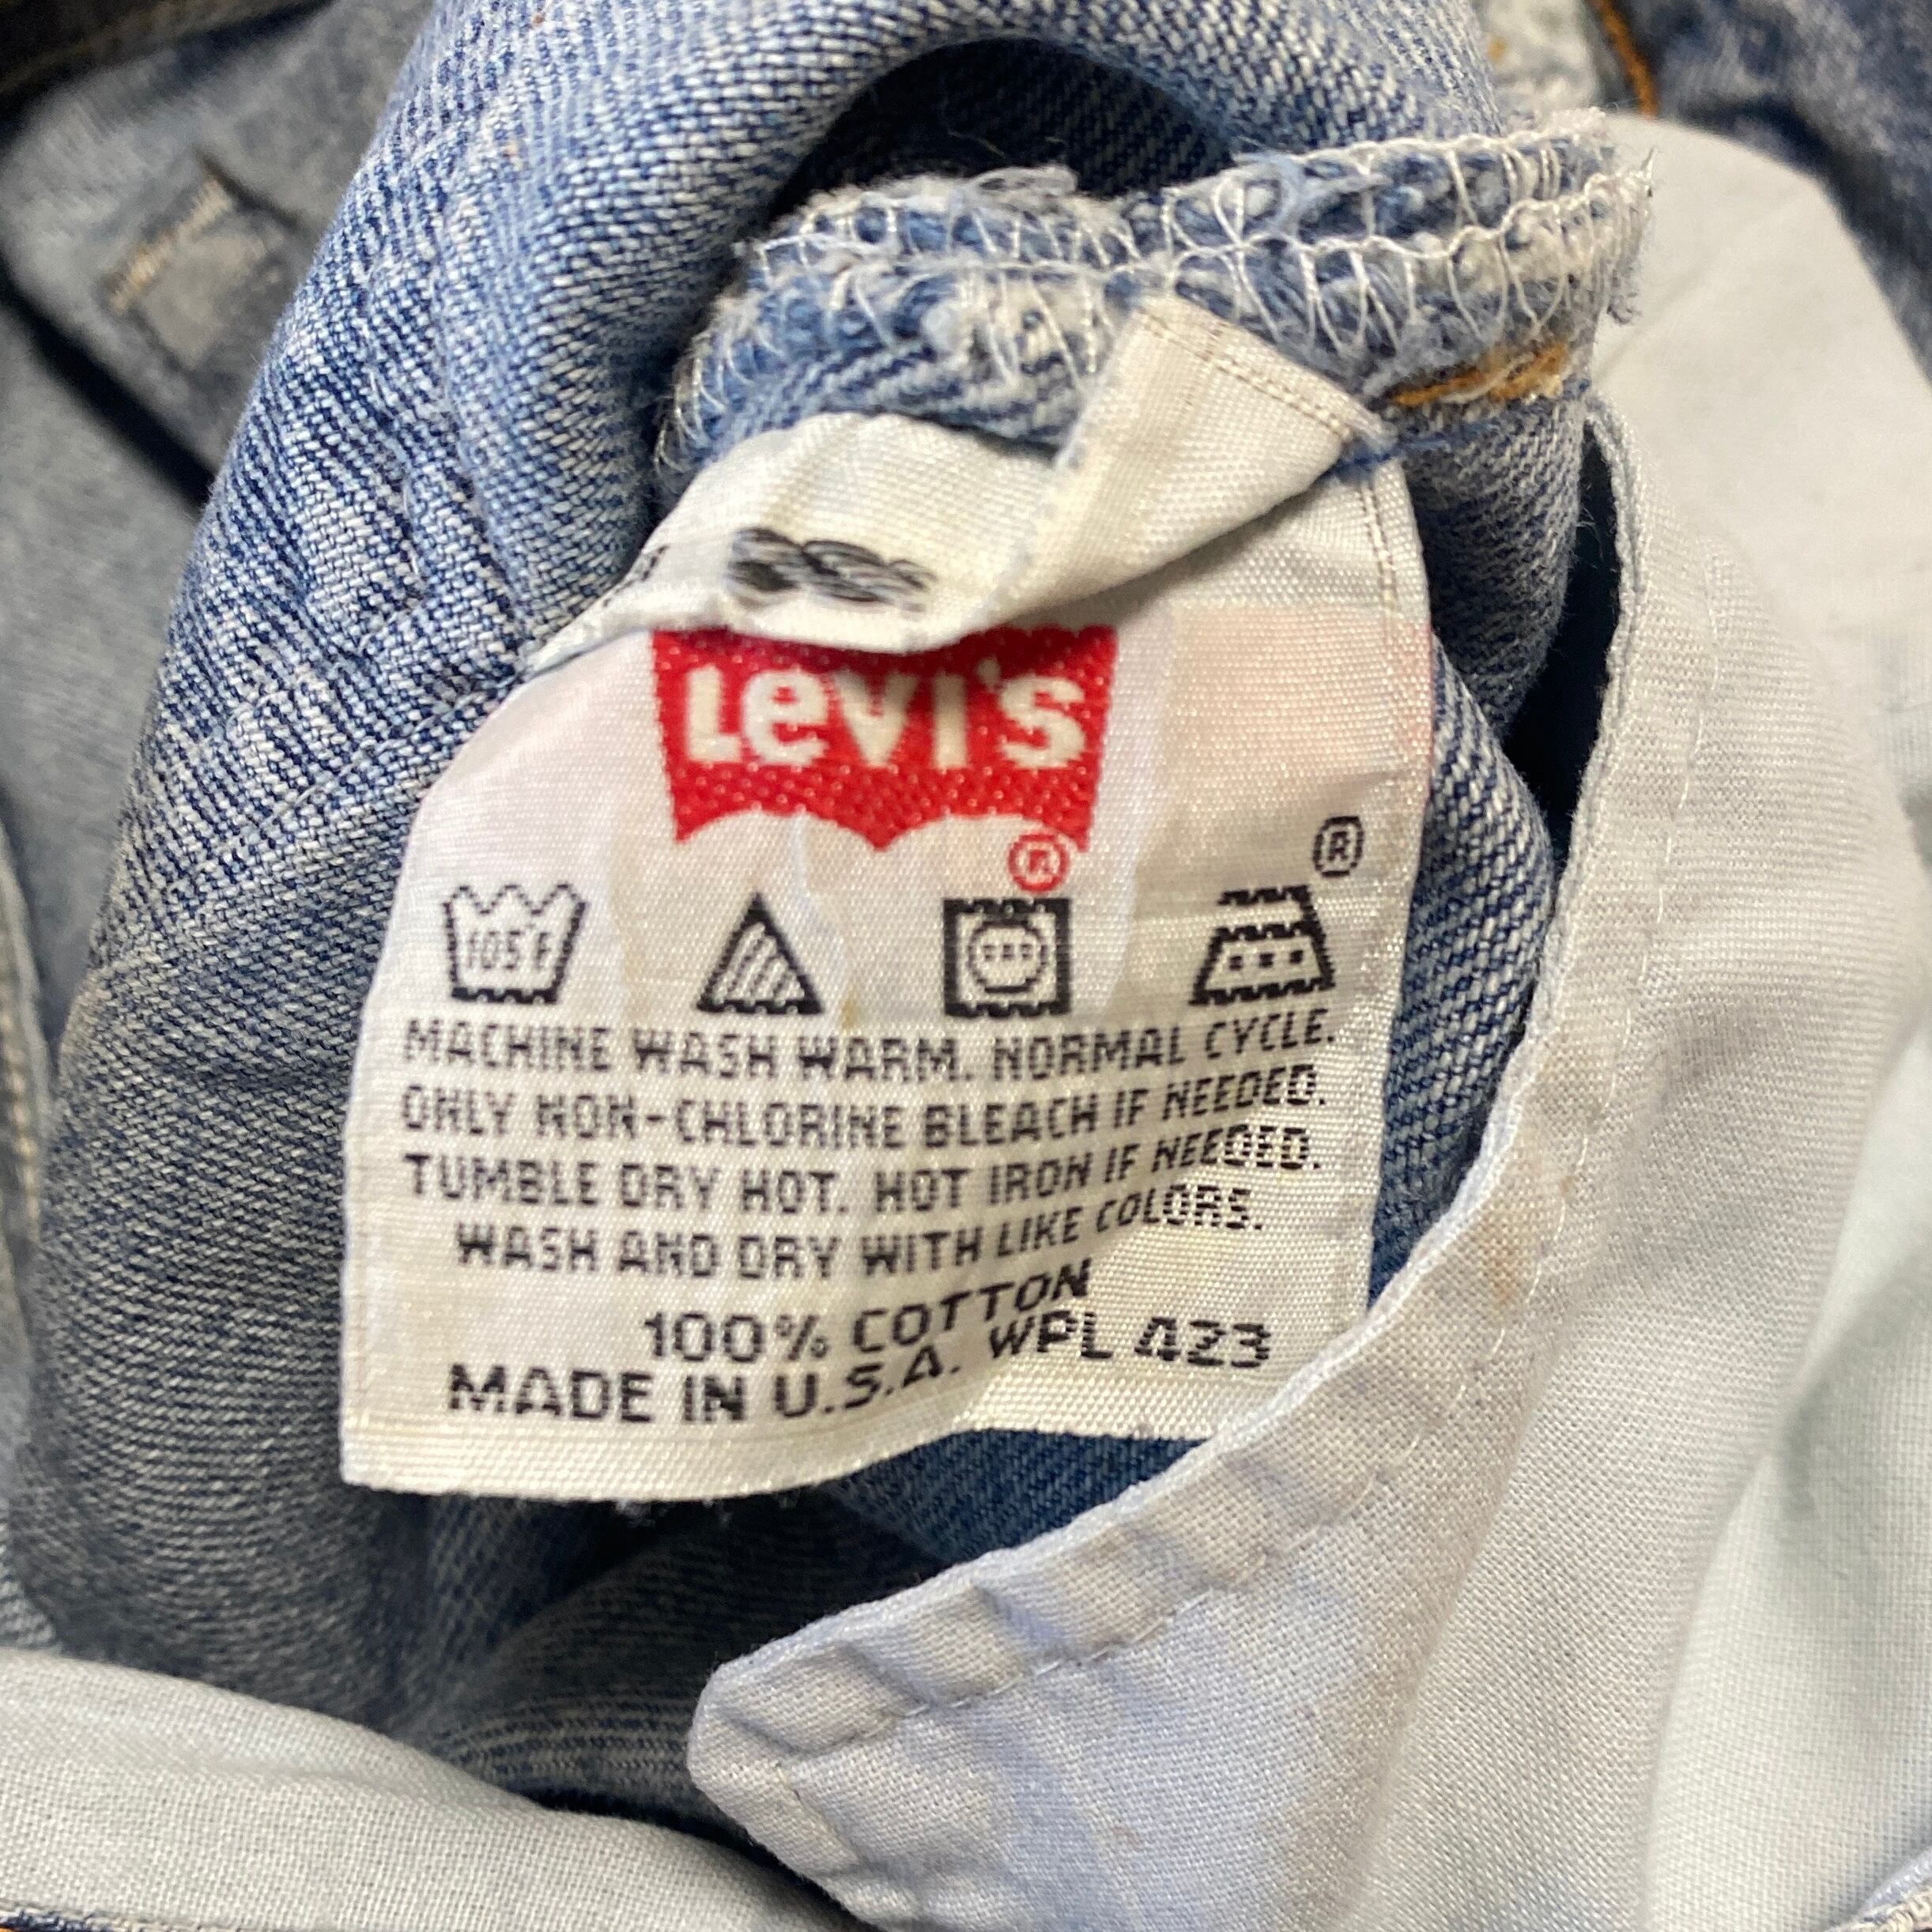 Levi's
®
®
105F
MACHINE WASH WARM. NORMAL CYCLE.
ONLY NON-CHLORINE BLEACH IF NEEDED.
TUMBLE DRY HOT. HOT IRON IF NEEDED.
WASH AND DRY WITH LIKE COLORS.
100% COTTON
MADE IN U.S.A. WPL 423